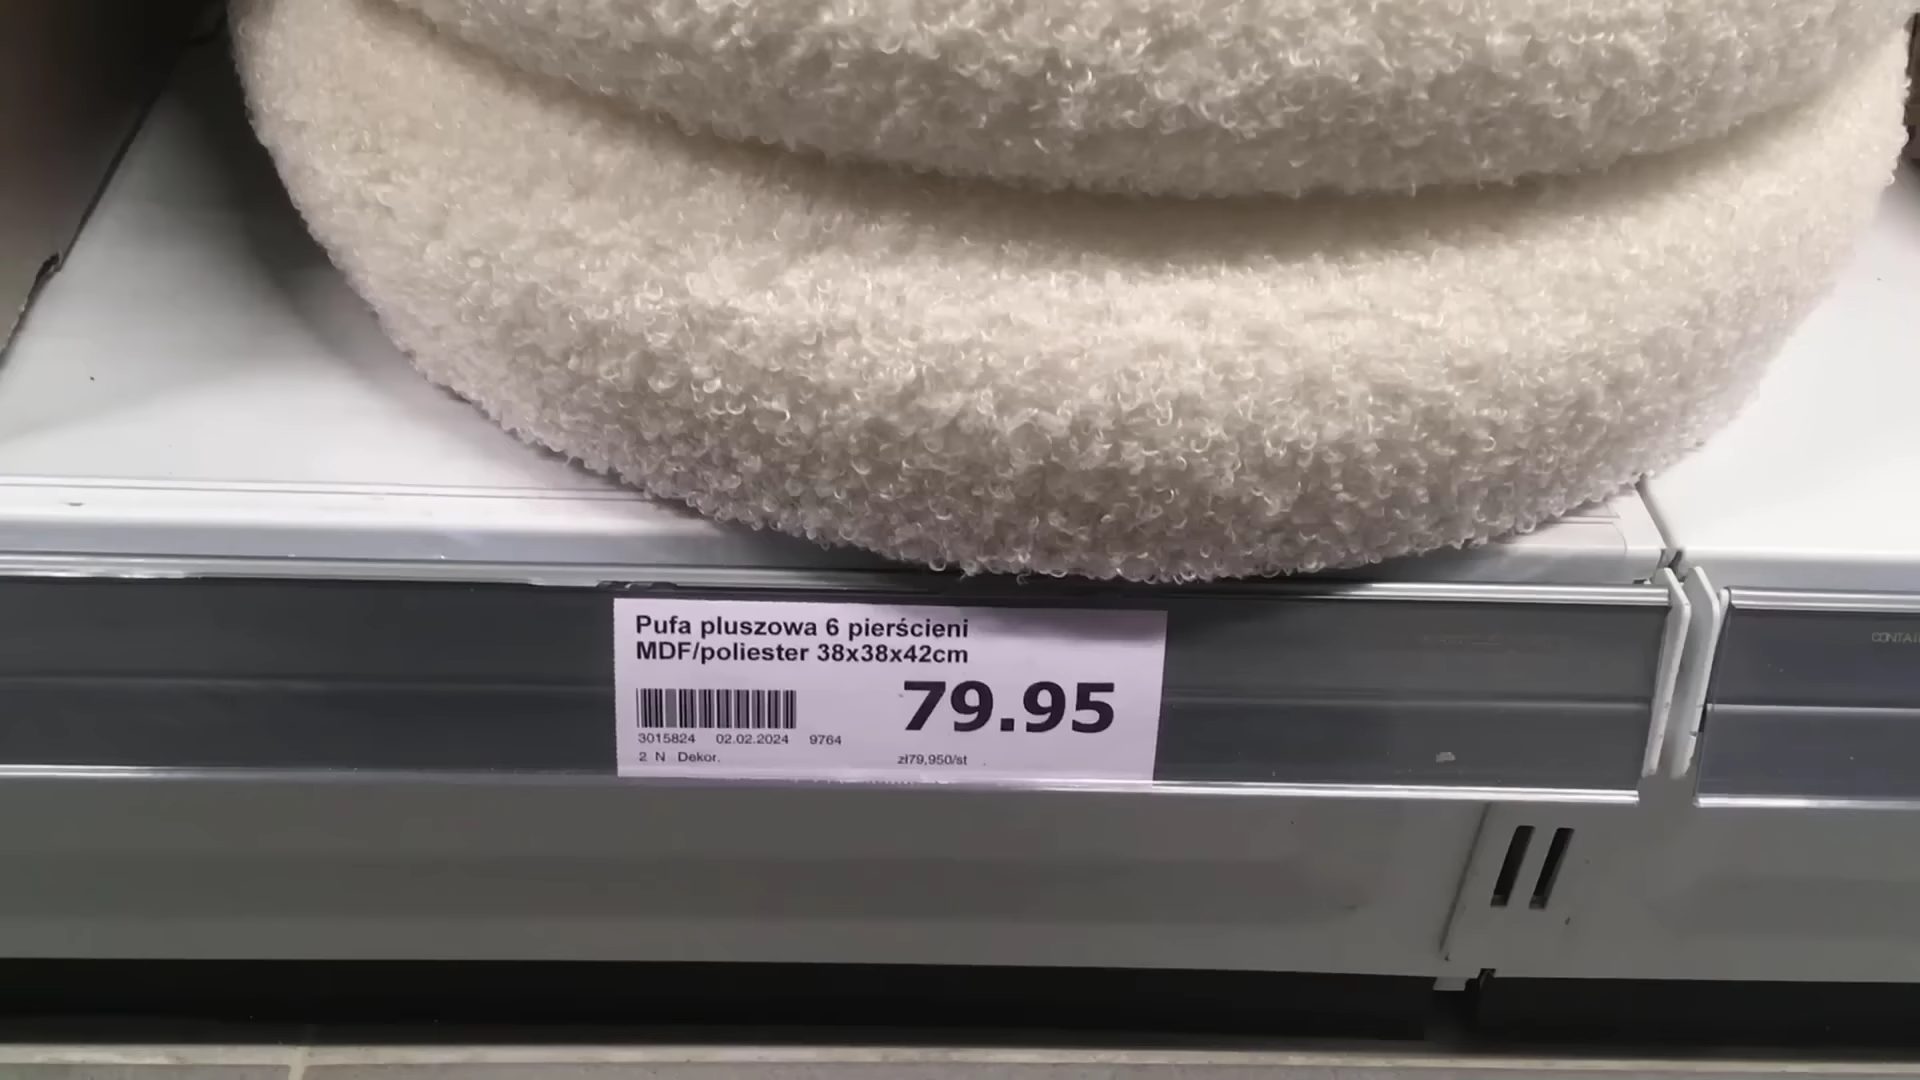 Pufa pluszowa 6 pierścieni
MDF/poliester 38x38x42cm
79.95
3015824 02.02.2024 9764
2 N Dekor.
zł79,950/st